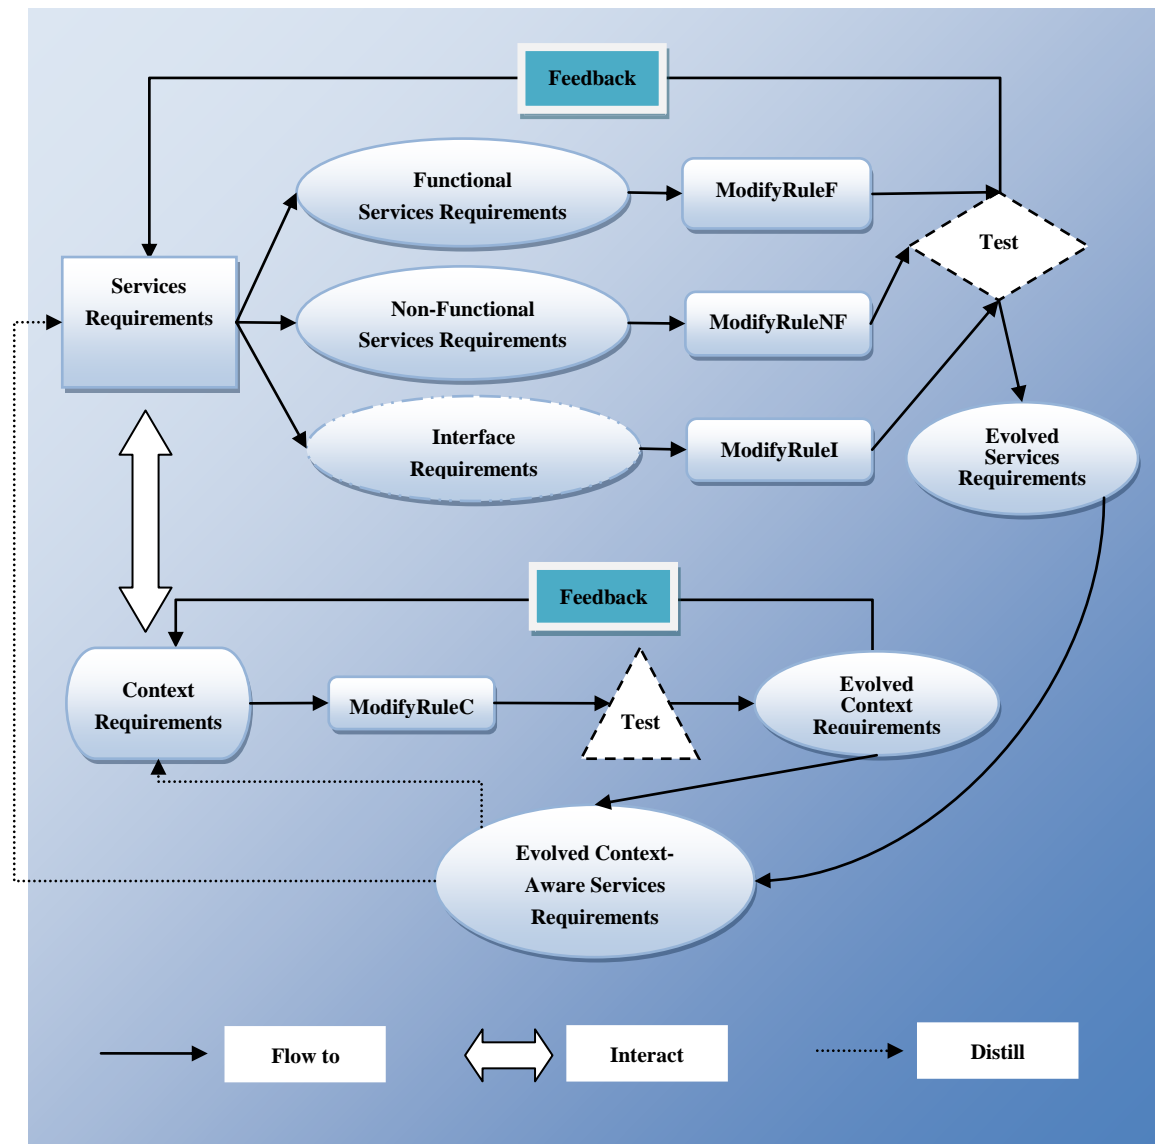 Feedback
Functional
Services Requirements
ModifyRuleF
Test
Services
Requirements
Non-Functional
Services Requirements
ModifyRuleNF
Interface
Requirements
ModifyRuleI
Evolved
Services
Requirements
Feedback
Context
Requirements
ModifyRuleC
Test
Evolved
Context
Requirements
Evolved Context-
Aware Services
Requirements
Flow to
Interact
Distill